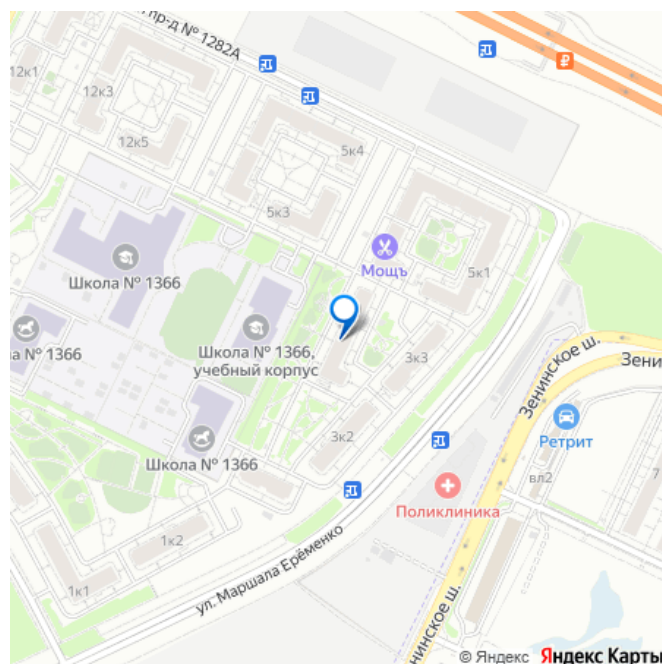 пр-д № 1282А
12к1
12к3
12к5
5к4
5к3
₽
Мощъ
5к1
Школа № 1366
Школа № 1366,
учебный корпус
а № 1366
3к3
Зенинское ш.
Зени
Ретрит
3к2
Школа № 1366
Поликлиника
вл2
7
1к2
1к1
ул. Маршала Ерёменко
нинское ш.
© Яндекс Яндекс Карты